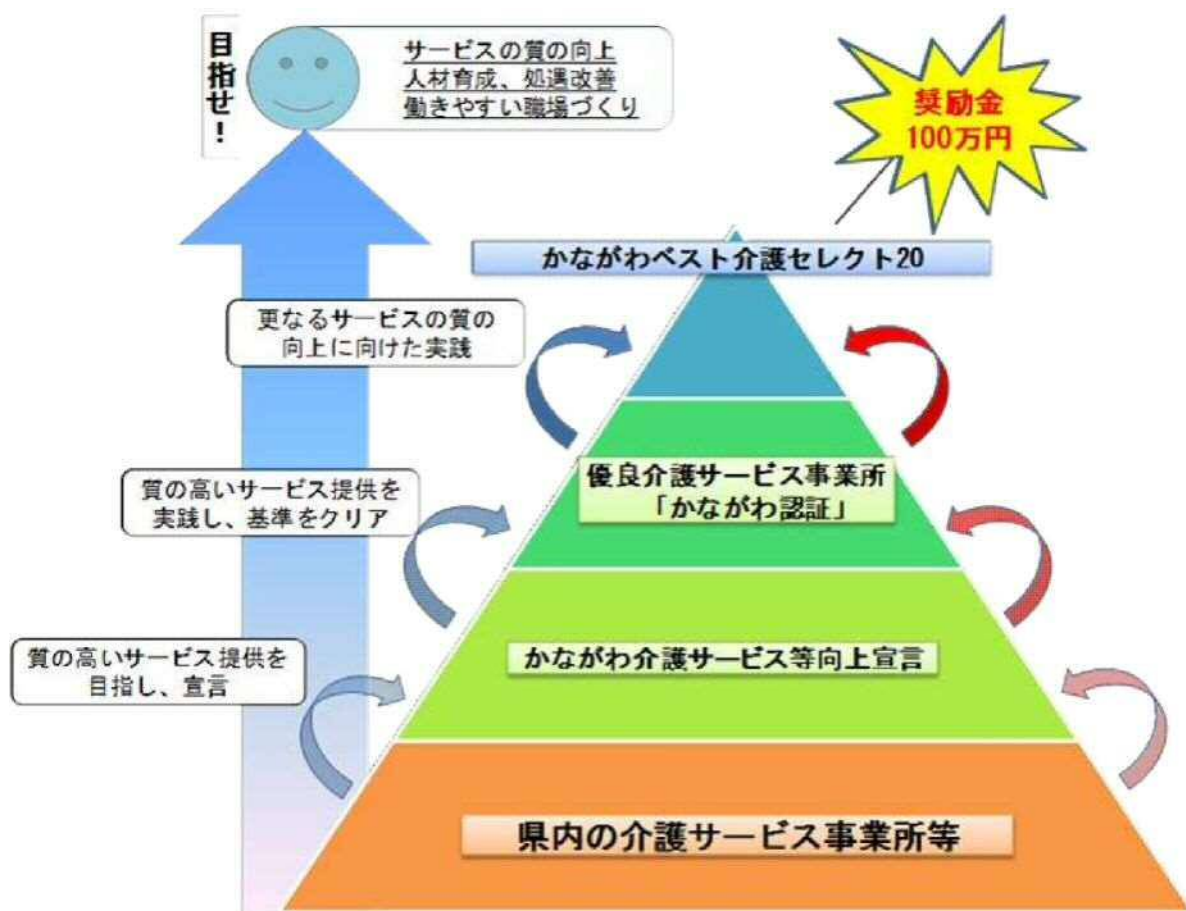 目指せ！
サービスの質の向上
人材育成、処遇改善
働きやすい職場づくり
奨励金
100万円
かながわベスト介護セレクト20
更なるサービスの質の
向上に向けた実践
優良介護サービス事業所
「かながわ認証」
質の高いサービス提供を
実践し、基準をクリア
かながわ介護サービス等向上宣言
質の高いサービス提供を
目指し、宣言
県内の介護サービス事業所等